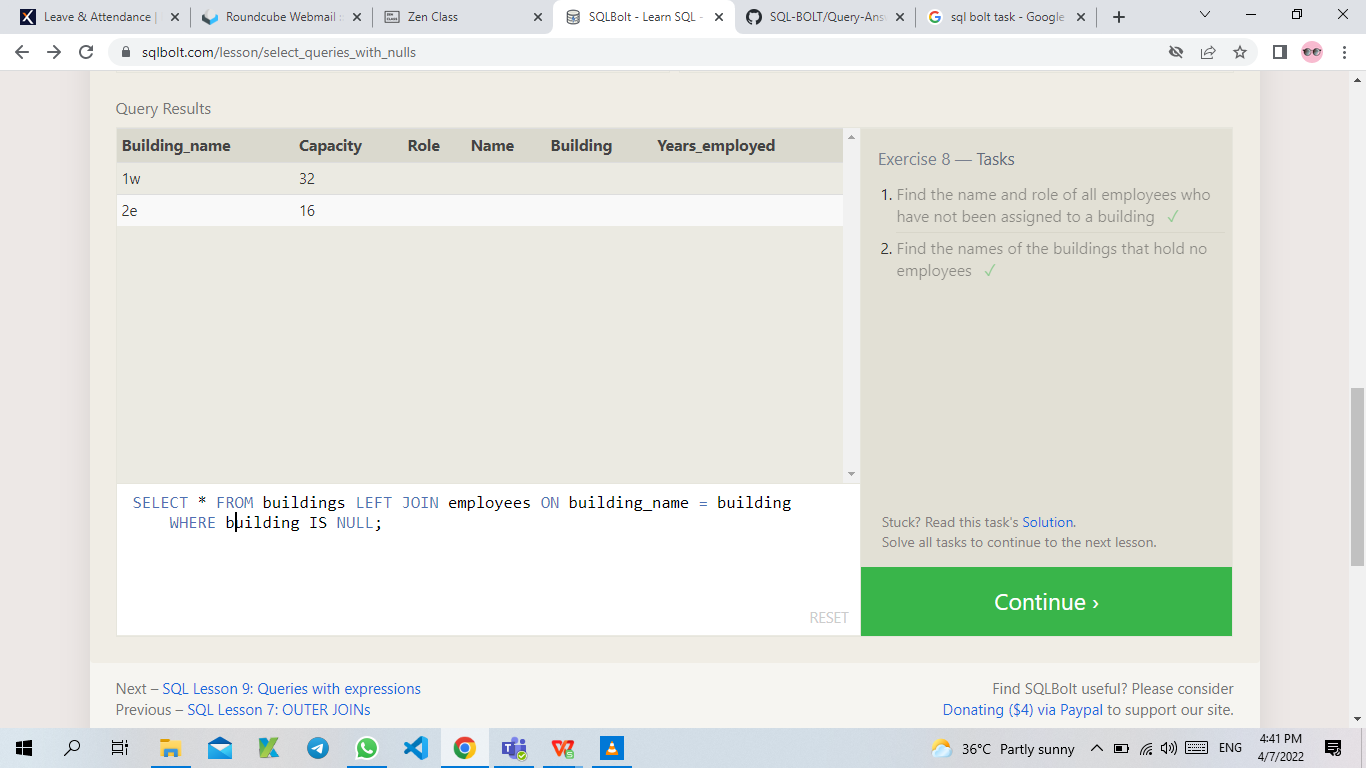 Leave & Attendance |
Roundcube Webmail
Zen Class
SQLBolt - Learn SQL -
SQL-BOLT/Query-Ans
sql bolt task - Google
sqlbolt.com/lesson/select_queries_with_nulls
Query Results
Building_name Capacity Role Name Building Years_employed
1w 32
2e 16
Exercise 8 — Tasks
1. Find the name and role of all employees who
have not been assigned to a building ✓
2. Find the names of the buildings that hold no
employees ✓
SELECT * FROM buildings LEFT JOIN employees ON building_name = building
WHERE building IS NULL;
RESET
Stuck? Read this task's Solution.
Solve all tasks to continue to the next lesson.
Continue ›
Next – SQL Lesson 9: Queries with expressions
Previous – SQL Lesson 7: OUTER JOINs
Find SQLBolt useful? Please consider
Donating ($4) via Paypal to support our site.
36°C Partly sunny
ENG
4:41 PM
4/7/2022